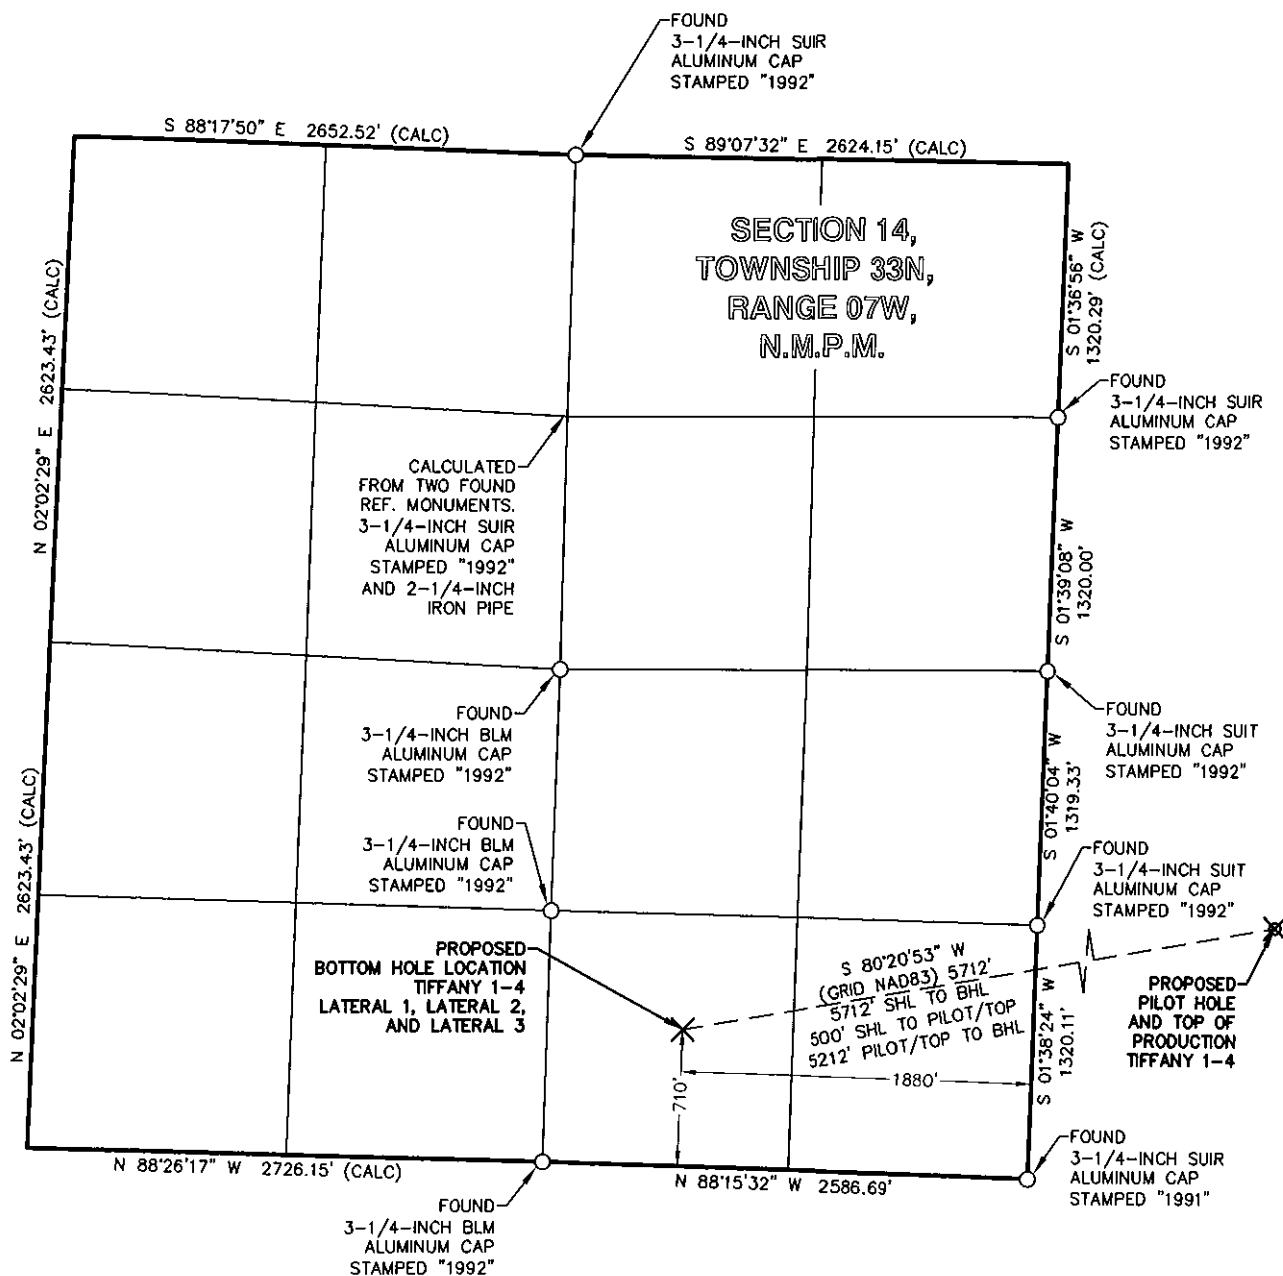 FOUND
3-1/4-INCH SUIR
ALUMINUM CAP
STAMPED "1992"
S 88°17'50" E 2652.52' (CALC)
S 89°07'32" E 2624.15' (CALC)
SECTION 14,
TOWNSHIP 33N,
RANGE 07W,
N.M.P.M.
S 01°36'56" W
1320.29' (CALC)
N 02°02'29" E 2623.43' (CALC)
FOUND
3-1/4-INCH SUIR
ALUMINUM CAP
STAMPED "1992"
CALCULATED
FROM TWO FOUND
REF. MONUMENTS.
3-1/4-INCH SUIR
ALUMINUM CAP
STAMPED "1992"
AND 2-1/4-INCH
IRON PIPE
S 01°39'08" W
1320.00'
FOUND
3-1/4-INCH BLM
ALUMINUM CAP
STAMPED "1992"
FOUND
3-1/4-INCH SUIT
ALUMINUM CAP
STAMPED "1992"
S 01°40'04" W
1319.33'
N 02°02'29" E 2623.43' (CALC)
FOUND
3-1/4-INCH BLM
ALUMINUM CAP
STAMPED "1992"
FOUND
3-1/4-INCH SUIT
ALUMINUM CAP
STAMPED "1992"
PROPOSED
BOTTOM HOLE LOCATION
TIFFANY 1-4
LATERAL 1, LATERAL 2,
AND LATERAL 3
S 80°20'53" W
(GRID NAD83) 5712'
5712' SHL TO BHL
500' SHL TO PILOT/TOP
5212' PILOT/TOP TO BHL
PROPOSED
PILOT HOLE
AND TOP OF
PRODUCTION
TIFFANY 1-4
S 01°38'24" W
1320.11'
1880'
710'
N 88°26'17" W 2726.15' (CALC)
N 88°15'32" W 2586.69'
FOUND
3-1/4-INCH SUIR
ALUMINUM CAP
STAMPED "1991"
FOUND
3-1/4-INCH BLM
ALUMINUM CAP
STAMPED "1992"